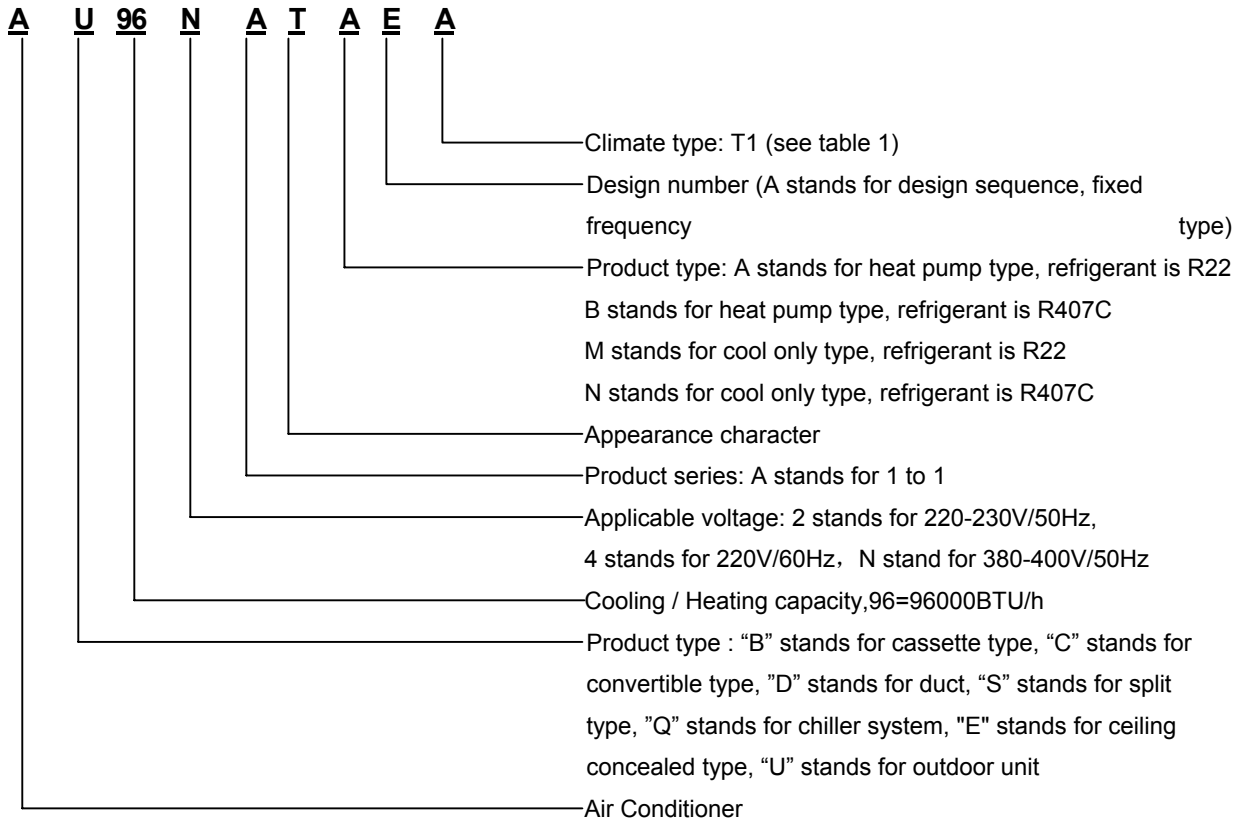 A U 96 N A T A E A
Climate type: T1 (see table 1)
Design number (A stands for design sequence, fixed
frequency type)
Product type: A stands for heat pump type, refrigerant is R22
B stands for heat pump type, refrigerant is R407C
M stands for cool only type, refrigerant is R22
N stands for cool only type, refrigerant is R407C
Appearance character
Product series: A stands for 1 to 1
Applicable voltage: 2 stands for 220-230V/50Hz,
4 stands for 220V/60Hz， N stand for 380-400V/50Hz
Cooling / Heating capacity,96=96000BTU/h
Product type : “B” stands for cassette type, “C” stands for
convertible type, ”D” stands for duct, “S” stands for split
type, ”Q” stands for chiller system, "E" stands for ceiling
concealed type, “U” stands for outdoor unit
Air Conditioner